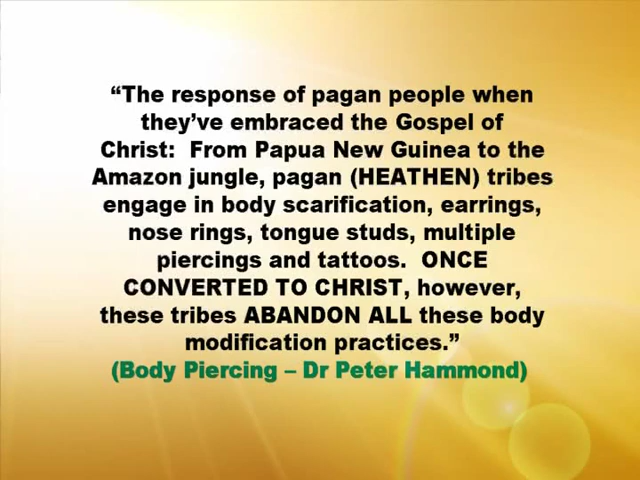 “The response of pagan people when
they’ve embraced the Gospel of
Christ:  From Papua New Guinea to the
Amazon jungle, pagan (HEATHEN) tribes
engage in body scarification, earrings,
nose rings, tongue studs, multiple
piercings and tattoos.  ONCE
CONVERTED TO CHRIST, however,
these tribes ABANDON ALL these body
modification practices.”
(Body Piercing – Dr Peter Hammond)